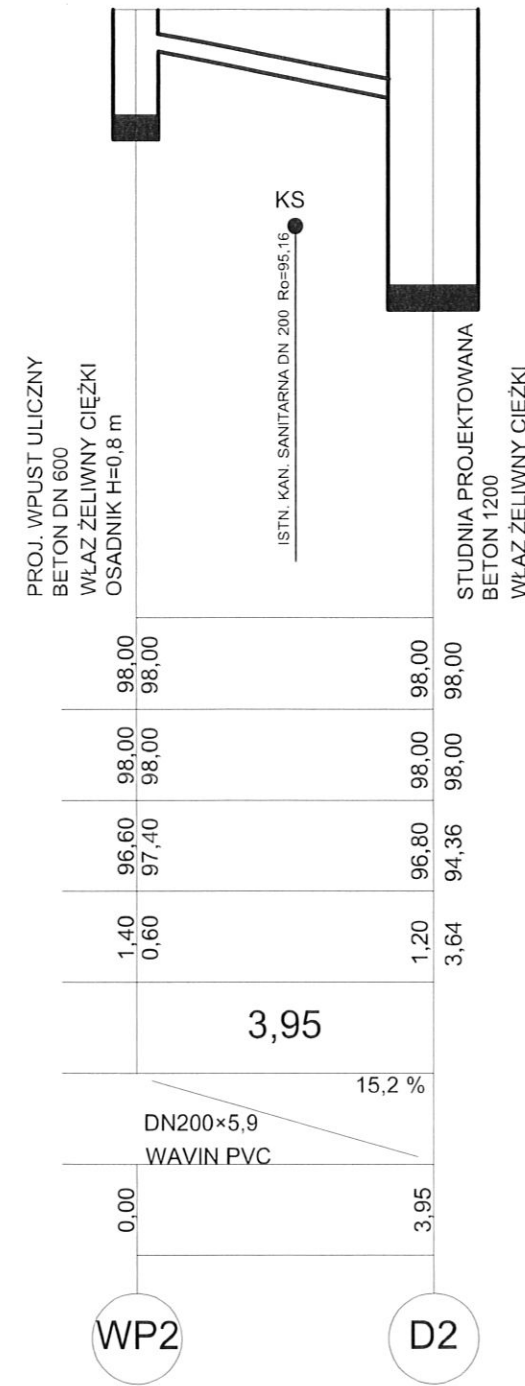 KS
ISTN. KAN. SANITARNA DN 200 Ro=95,16
PROJ. WPUST ULICZNY
BETON DN 600
WŁAZ ŻELIWNY CIĘŻKI
OSADNIK H=0,8 m
STUDNIA PROJEKTOWANA
BETON 1200
WŁAZ ŻELIWNY CIĘŻKI
98,00
98,00
98,00
98,00
98,00
98,00
98,00
98,00
96,60
97,40
96,80
94,36
1,40
0,60
1,20
3,64
3,95
15,2 %
DN200×5,9
WAVIN PVC
0,00
3,95
WP2
D2